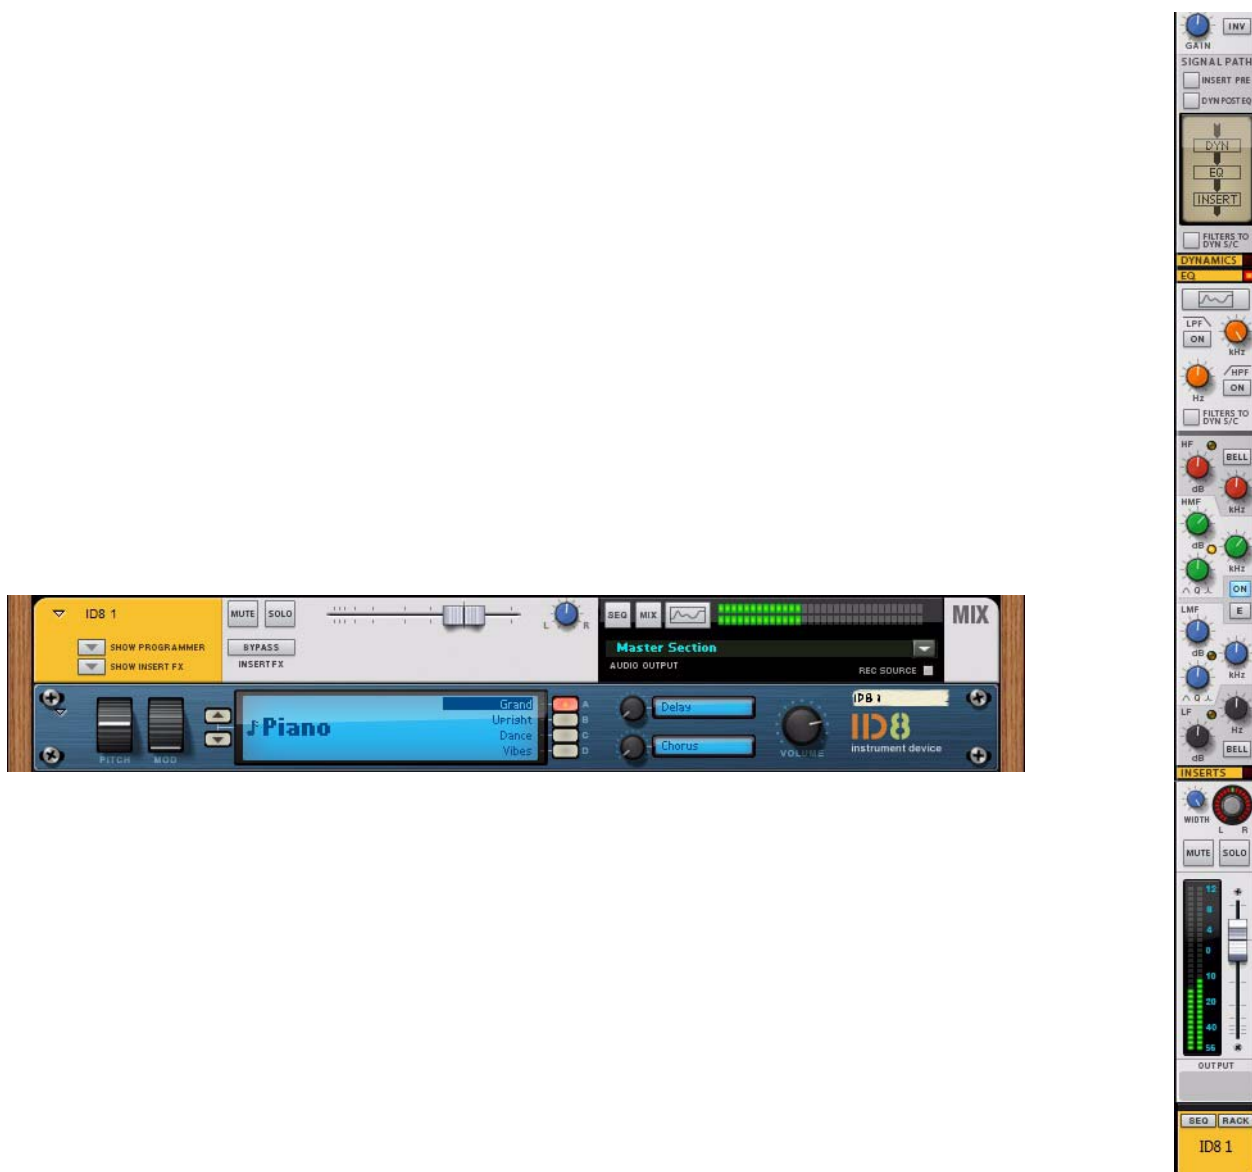 ID8 1
MUTE SOLO
L R
SEQ MIX
MIX
SHOW PROGRAMMER
BYPASS
Master Section
SHOW INSERT FX
INSERT FX
AUDIO OUTPUT
REC SOURCE
Piano
Grand A
Upright B
Dance C
Vibes D
Delay
Chorus
ID8 1
ID8
instrument device
PITCH MOD
VOLUME
INV
GAIN
SIGNAL PATH
INSERT PRE
DYN POST EQ
DYN
EQ
INSERT
FILTERS TO
DYN S/C
DYNAMICS
EQ
LPF
ON
kHz
HPF
ON
Hz
FILTERS TO
DYN S/C
HF
BELL
dB
HMF
kHz
dB
kHz
Q
ON
LMF
E
dB
kHz
Q
LF
Hz
BELL
dB
INSERTS
WIDTH
L R
MUTE SOLO
12
8
4
0
10
20
40
56
OUTPUT
SEQ RACK
ID8 1